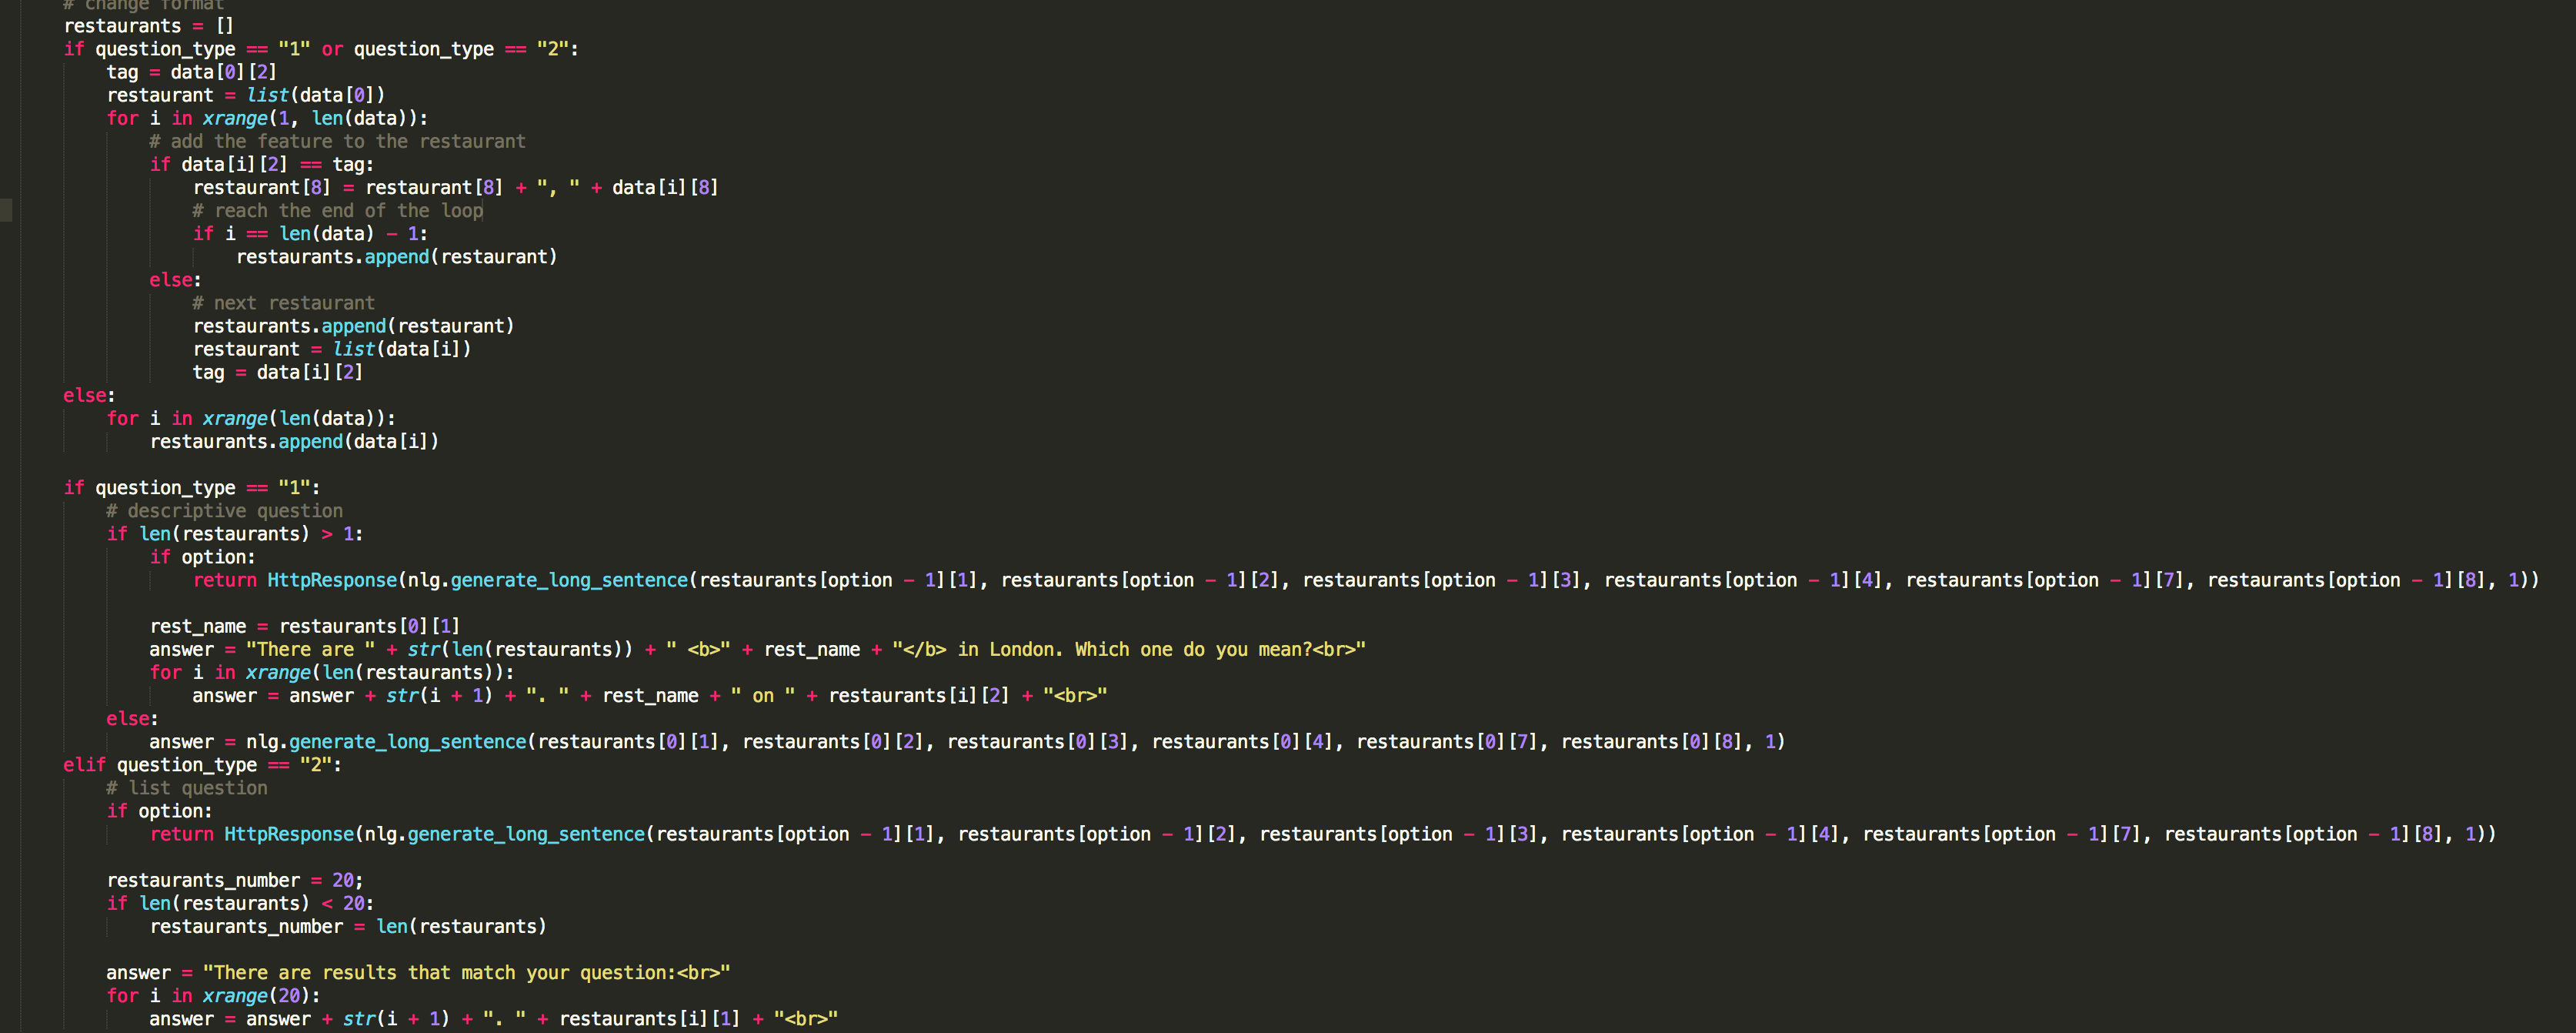 # change format
restaurants = []
if question_type == "1" or question_type == "2":
tag = data[0][2]
restaurant = list(data[0])
for i in xrange(1, len(data)):
# add the feature to the restaurant
if data[i][2] == tag:
restaurant[8] = restaurant[8] + ", " + data[i][8]
# reach the end of the loop
if i == len(data) - 1:
restaurants.append(restaurant)
else:
# next restaurant
restaurants.append(restaurant)
restaurant = list(data[i])
tag = data[i][2]
else:
for i in xrange(len(data)):
restaurants.append(data[i])
if question_type == "1":
# descriptive question
if len(restaurants) > 1:
if option:
return HttpResponse(nlg.generate_long_sentence(restaurants[option - 1][1], restaurants[option - 1][2], restaurants[option - 1][3], restaurants[option - 1][4], restaurants[option - 1][7], restaurants[option - 1][8], 1))
rest_name = restaurants[0][1]
answer = "There are " + str(len(restaurants)) + " <b>" + rest_name + "</b> in London. Which one do you mean?<br>"
for i in xrange(len(restaurants)):
answer = answer + str(i + 1) + ". " + rest_name + " on " + restaurants[i][2] + "<br>"
else:
answer = nlg.generate_long_sentence(restaurants[0][1], restaurants[0][2], restaurants[0][3], restaurants[0][4], restaurants[0][7], restaurants[0][8], 1)
elif question_type == "2":
# list question
if option:
return HttpResponse(nlg.generate_long_sentence(restaurants[option - 1][1], restaurants[option - 1][2], restaurants[option - 1][3], restaurants[option - 1][4], restaurants[option - 1][7], restaurants[option - 1][8], 1))
restaurants_number = 20;
if len(restaurants) < 20:
restaurants_number = len(restaurants)
answer = "There are results that match your question:<br>"
for i in xrange(20):
answer = answer + str(i + 1) + ". " + restaurants[i][1] + "<br>"